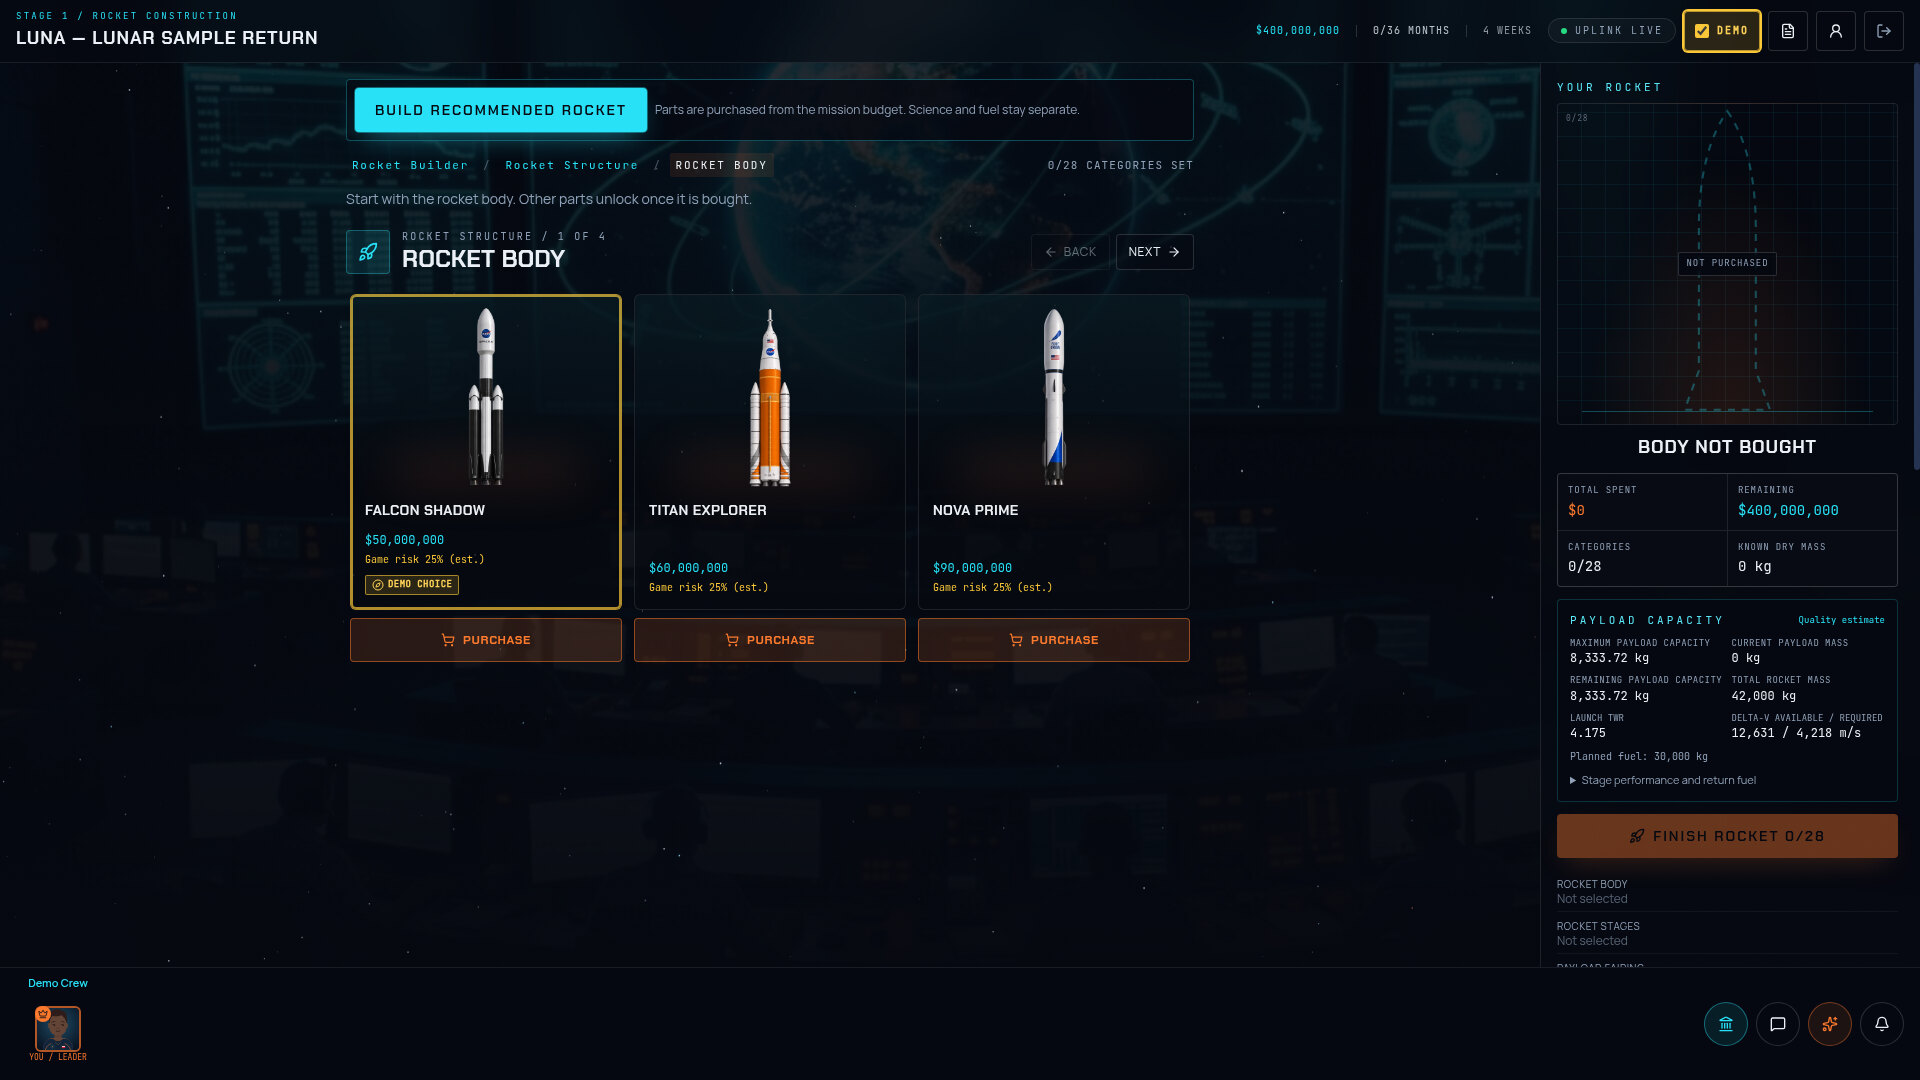 STAGE 1 / ROCKET CONSTRUCTION
LUNA — LUNAR SAMPLE RETURN
$400,000,000
0/36 MONTHS
4 WEEKS
UPLINK LIVE
DEMO
BUILD RECOMMENDED ROCKET
Parts are purchased from the mission budget. Science and fuel stay separate.
Rocket Builder / Rocket Structure / ROCKET BODY
0/28 CATEGORIES SET
Start with the rocket body. Other parts unlock once it is bought.
ROCKET STRUCTURE / 1 OF 4
ROCKET BODY
BACK
NEXT
FALCON SHADOW
$50,000,000
Game risk 25% (est.)
DEMO CHOICE
PURCHASE
TITAN EXPLORER
$60,000,000
Game risk 25% (est.)
PURCHASE
NOVA PRIME
$90,000,000
Game risk 25% (est.)
PURCHASE
YOUR ROCKET
0/28
NOT PURCHASED
BODY NOT BOUGHT
TOTAL SPENT
$0
REMAINING
$400,000,000
CATEGORIES
0/28
KNOWN DRY MASS
0 kg
PAYLOAD CAPACITY
Quality estimate
MAXIMUM PAYLOAD CAPACITY
8,333.72 kg
CURRENT PAYLOAD MASS
0 kg
REMAINING PAYLOAD CAPACITY
8,333.72 kg
TOTAL ROCKET MASS
42,000 kg
LAUNCH TWR
4.175
DELTA-V AVAILABLE / REQUIRED
12,631 / 4,218 m/s
Planned fuel: 30,000 kg
Stage performance and return fuel
FINISH ROCKET 0/28
ROCKET BODY
Not selected
ROCKET STAGES
Not selected
PAYLOAD FAIRING
Demo Crew
YOU / LEADER